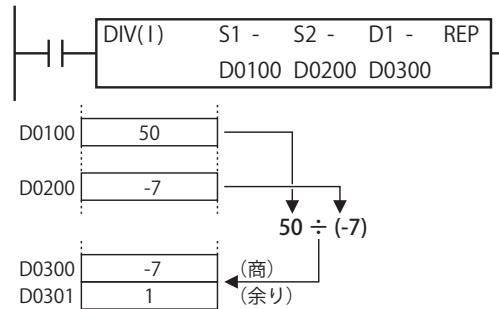 DIV(I) S1 - S2 - D1 - REP
D0100 D0200 D0300
D0100 50
D0200 -7
50 ÷ (-7)
D0300 -7 (商)
D0301 1 (余り)